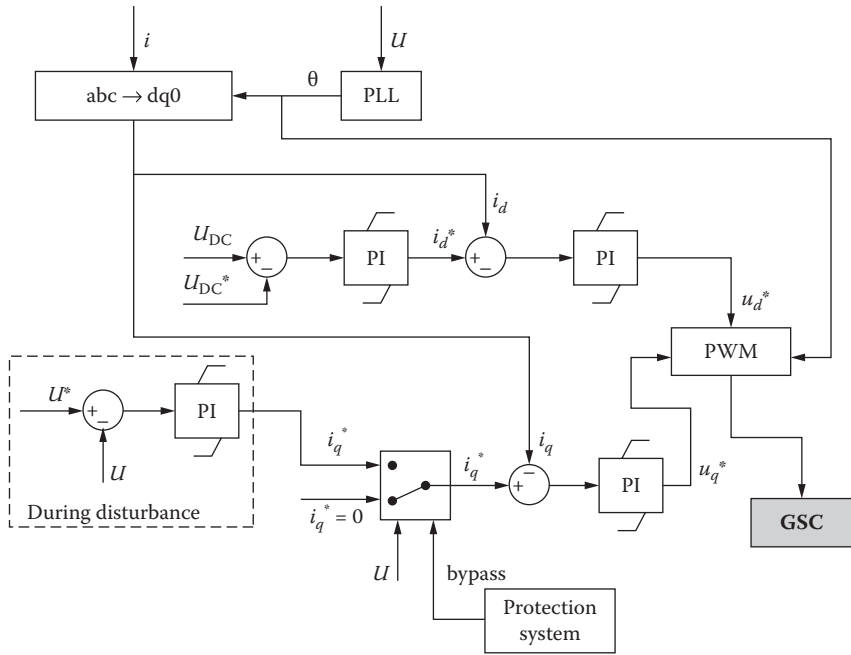 i
U
abc → dq0
θ
PLL
i_d
U_DC
+
−
PI
i_d*
+
−
PI
U_DC*
u_d*
PWM
U*
+
−
PI
i_q*
U
During disturbance
i_q*
i_q
−
+
PI
u_q*
i_q* = 0
GSC
U
bypass
Protection
system